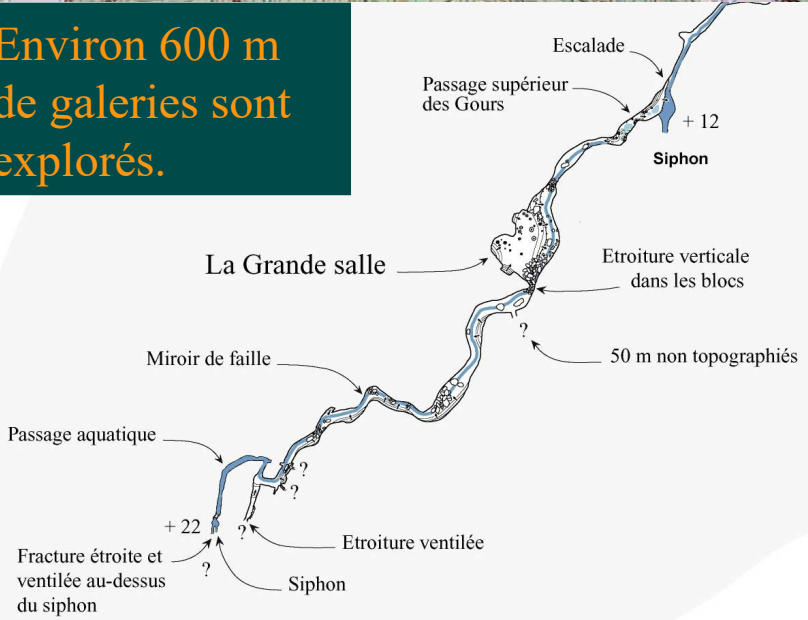 Environ 600 m
de galeries sont
explorés.
Escalade
Passage supérieur
des Gours
+ 12
Siphon
La Grande salle
Etroiture verticale
dans les blocs
?
50 m non topographiés
Miroir de faille
Passage aquatique
?
?
+ 22
?
Etroiture ventilée
Fracture étroite et
ventilée au-dessus
du siphon
?
Siphon